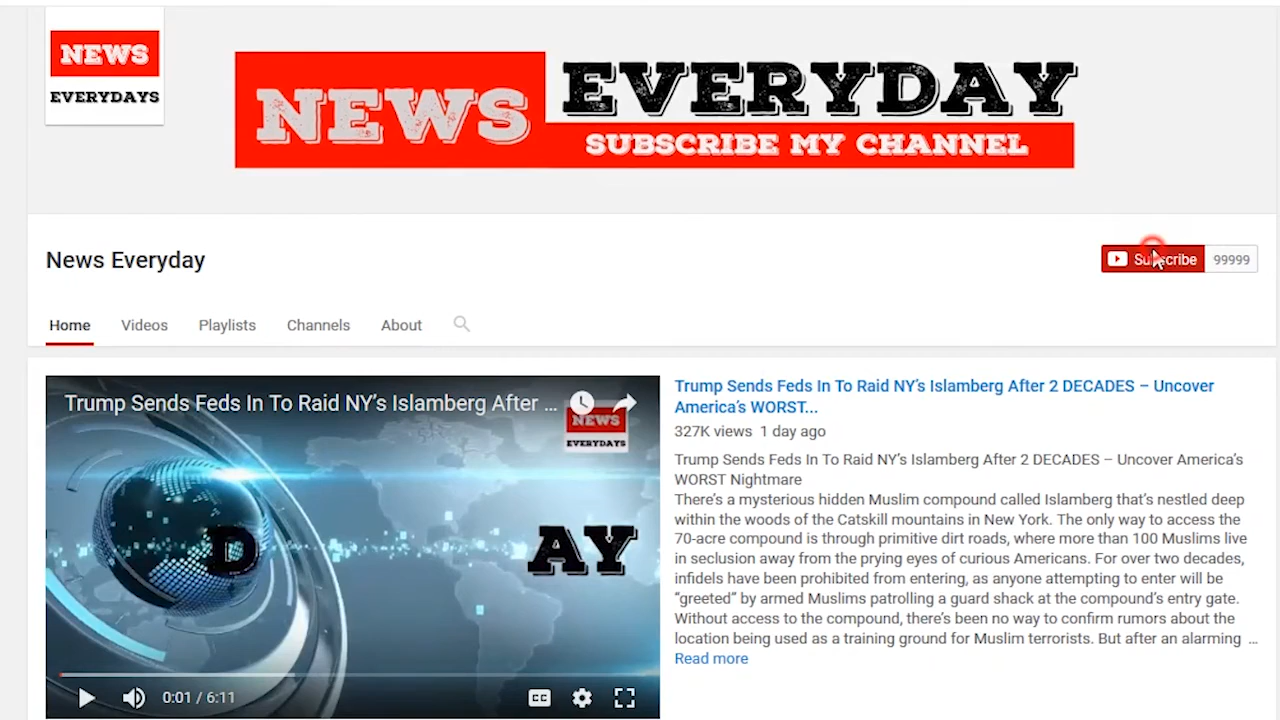 NEWS
EVERYDAYS
NEWS
EVERYDAY
SUBSCRIBE MY CHANNEL
News Everyday
Subscribe 99999
Home Videos Playlists Channels About
Trump Sends Feds In To Raid NY's Islamberg After ...
NEWS
EVERYDAYS
D AY
0:01 / 6:11
CC
Trump Sends Feds In To Raid NY's Islamberg After 2 DECADES – Uncover
America's WORST...
327K views 1 day ago
Trump Sends Feds In To Raid NY's Islamberg After 2 DECADES – Uncover America's
WORST Nightmare
There's a mysterious hidden Muslim compound called Islamberg that's nestled deep
within the woods of the Catskill mountains in New York. The only way to access the
70-acre compound is through primitive dirt roads, where more than 100 Muslims live
in seclusion away from the prying eyes of curious Americans. For over two decades,
infidels have been prohibited from entering, as anyone attempting to enter will be
“greeted” by armed Muslims patrolling a guard shack at the compound's entry gate.
Without access to the compound, there's been no way to confirm rumors about the
location being used as a training ground for Muslim terrorists. But after an alarming ...
Read more